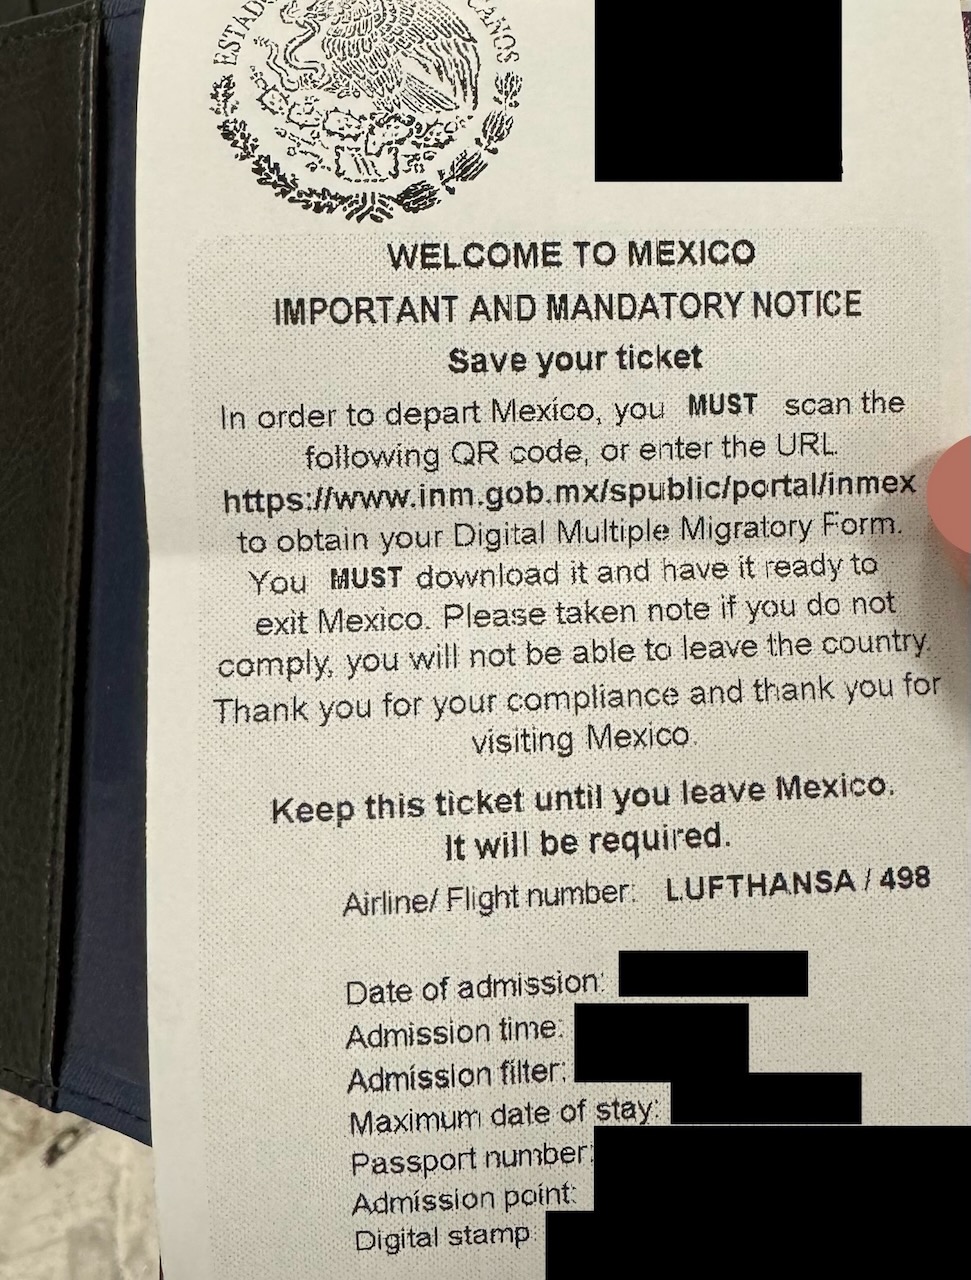 ESTADO
CANOS
WELCOME TO MEXICO
IMPORTANT AND MANDATORY NOTICE
Save your ticket
In order to depart Mexico, you MUST scan the
following QR code, or enter the URL
https://www.inm.gob.mx/spublic/portal/inmex
to obtain your Digital Multiple Migratory Form.
You MUST download it and have it ready to
exit Mexico. Please taken note if you do not
comply, you will not be able to leave the country.
Thank you for your compliance and thank you for
visiting Mexico.
Keep this ticket until you leave Mexico.
It will be required.
Airline/ Flight number: LUFTHANSA / 498
Date of admission:
Admission time:
Admission filter:
Maximum date of stay:
Passport number:
Admission point:
Digital stamp: